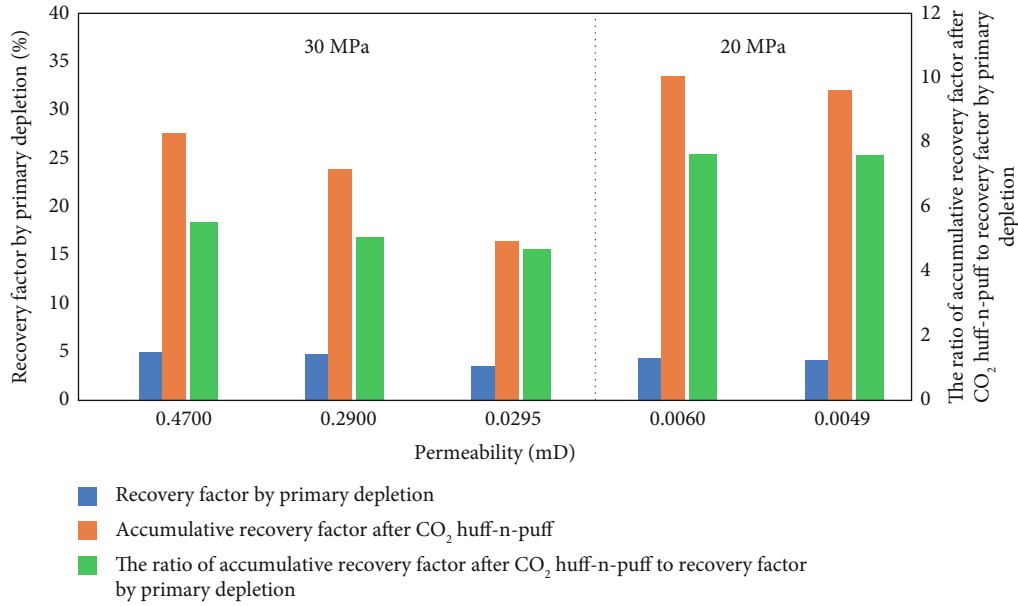 Recovery factor by primary depletion (%)
40
35
30
25
20
15
10
5
0
30 MPa
20 MPa
12
10
8
6
4
2
0
The ratio of accumulative recovery factor after
CO₂ huff-n-puff to recovery factor by primary
depletion
0.4700 0.2900 0.0295 0.0060 0.0049
Permeability (mD)
Recovery factor by primary depletion
Accumulative recovery factor after CO₂ huff-n-puff
The ratio of accumulative recovery factor after CO₂ huff-n-puff to recovery factor
by primary depletion